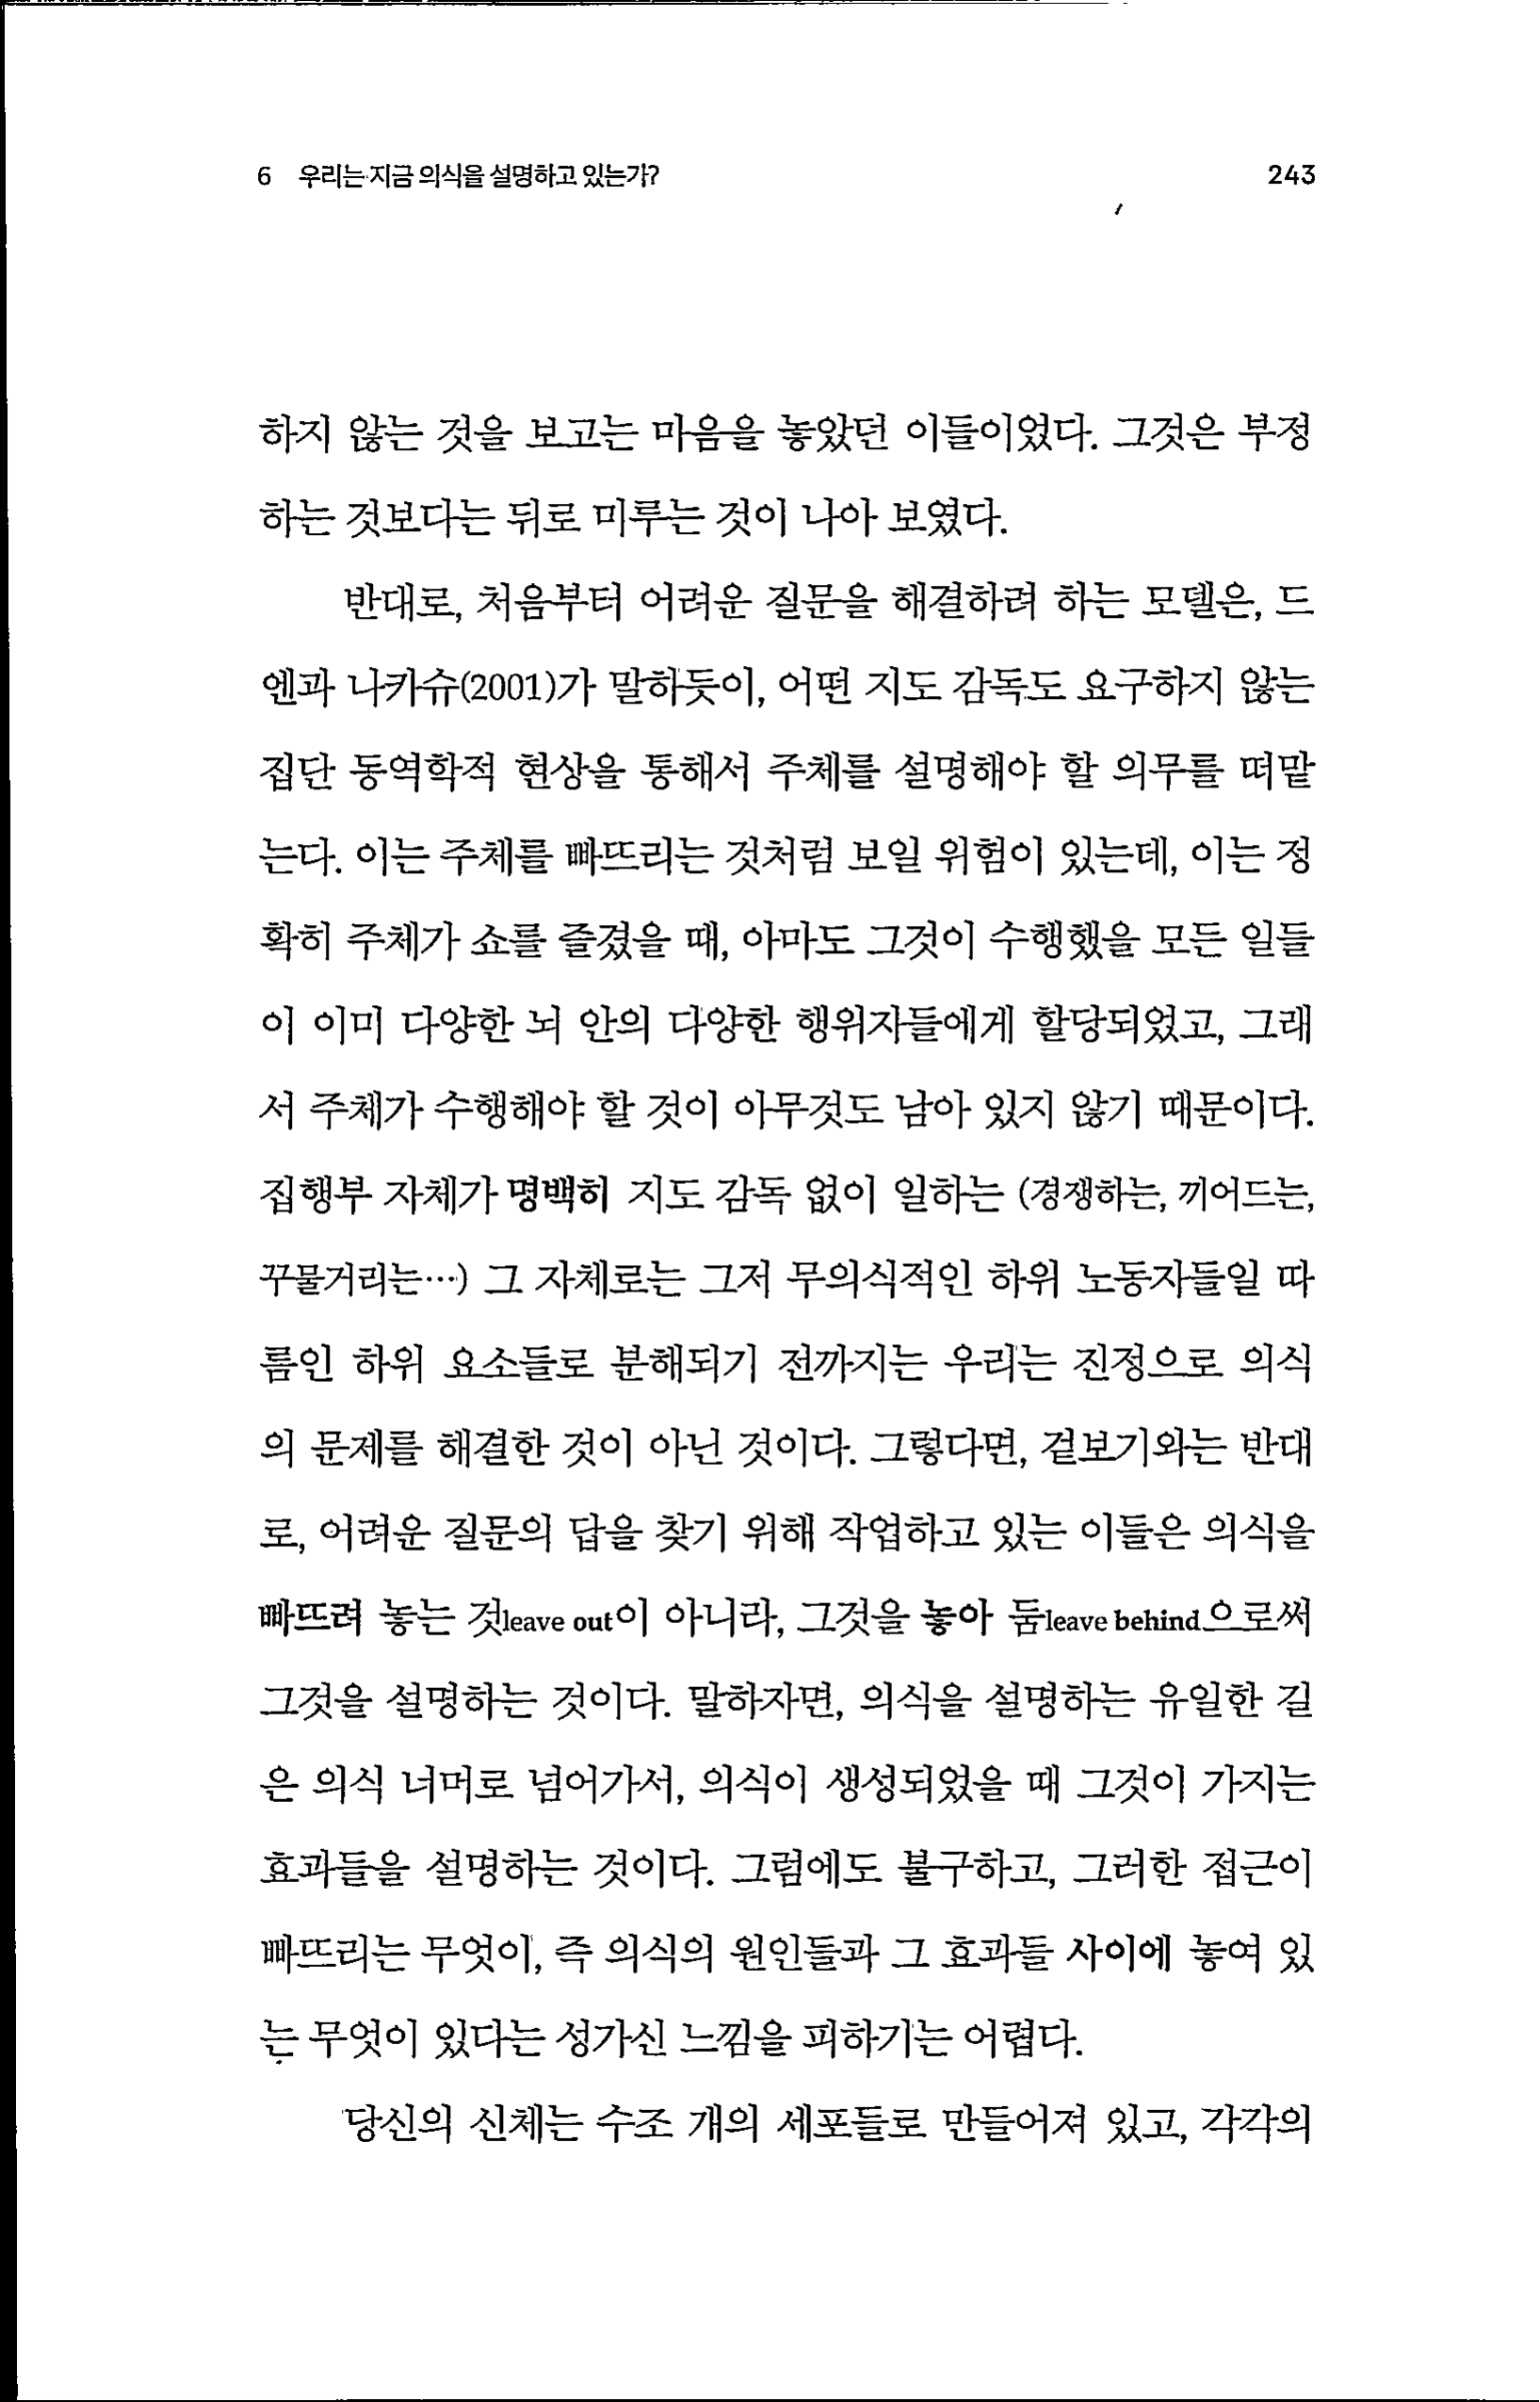 6 우리는 지금 의식을 설명하고 있는가? 243
하지 않는 것을 보고는 마음을 놓았던 이들이었다. 그것은 부정
하는 것보다는 뒤로 미루는 것이 나아 보였다.
반대로, 처음부터 어려운 질문을 해결하려 하는 모델은, 드
엔과 나카슈(2001)가 말하듯이, 어떤 지도 감독도 요구하지 않는
집단 동역학적 현상을 통해서 주체를 설명해야 할 의무를 떠맡
는다. 이는 주체를 빠뜨리는 것처럼 보일 위험이 있는데, 이는 정
확히 주체가 쇼를 즐겼을 때, 아마도 그것이 수행했을 모든 일들
이 이미 다양한 뇌 안의 다양한 행위자들에게 할당되었고, 그래
서 주체가 수행해야 할 것이 아무것도 남아 있지 않기 때문이다.
집행부 자체가 명백히 지도 감독 없이 일하는 (경쟁하는, 끼어드는,
꾸물거리는…) 그 자체로는 그저 무의식적인 하위 노동자들일 따
름인 하위 요소들로 분해되기 전까지는 우리는 진정으로 의식
의 문제를 해결한 것이 아닌 것이다. 그렇다면, 겉보기와는 반대
로, 어려운 질문의 답을 찾기 위해 작업하고 있는 이들은 의식을
빠뜨려 놓는 것leave out이 아니라, 그것을 놓아 둠leave behind으로써
그것을 설명하는 것이다. 말하자면, 의식을 설명하는 유일한 길
은 의식 너머로 넘어가서, 의식이 생성되었을 때 그것이 가지는
효과들을 설명하는 것이다. 그럼에도 불구하고, 그러한 접근이
빠뜨리는 무엇이, 즉 의식의 원인들과 그 효과들 사이에 놓여 있
는 무엇이 있다는 성가신 느낌을 피하기는 어렵다.
당신의 신체는 수조 개의 세포들로 만들어져 있고, 각각의